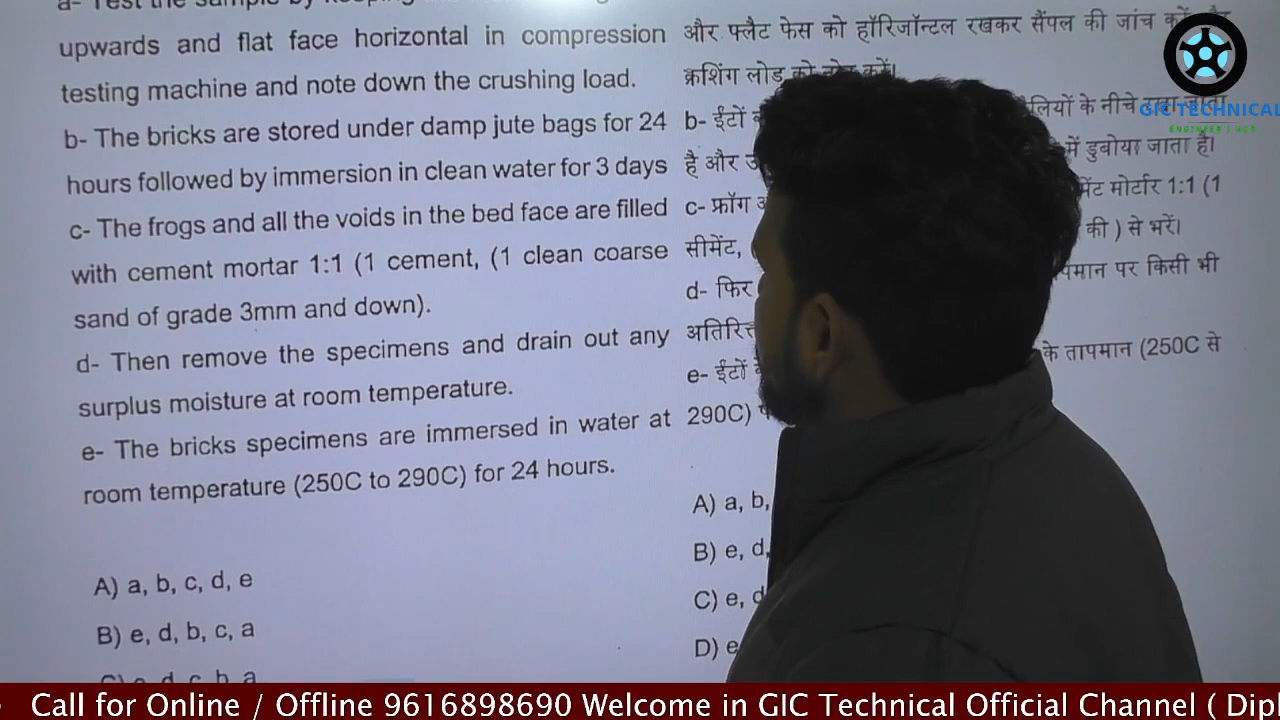 upwards and flat face horizontal in compression
testing machine and note down the crushing load.
b- The bricks are stored under damp jute bags for 24
hours followed by immersion in clean water for 3 days
c- The frogs and all the voids in the bed face are filled
with cement mortar 1:1 (1 cement, (1 clean coarse
sand of grade 3mm and down).
d- Then remove the specimens and drain out any
surplus moisture at room temperature.
e- The bricks specimens are immersed in water at
room temperature (250C to 290C) for 24 hours.
A) a, b, c, d, e
B) e, d, b, c, a
और फ्लैट फेस को हॉरिजॉन्टल रखकर सैंपल की जांच
क्रशिंग लोड
b- ईंटों
के नीचे
है और
में डुबोया जाता है।
c- फ्रॉग
मोर्टार 1:1 (1
सीमेंट,
की ) से भरें।
d- फिर
पर किसी भी
e- ईंटों
के तापमान (250C से
290C)
A) a, b,
B) e, d,
C) e, d
D) e
GIC TECHNICAL
ENGINEER'S HUB
Call for Online / Offline 9616898690 Welcome in GIC Technical Official Channel ( Dipl